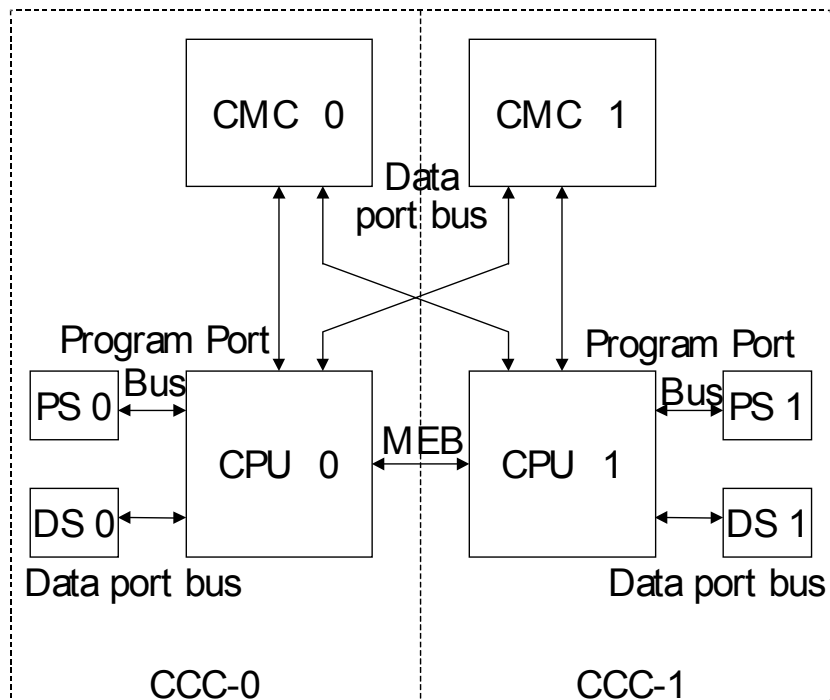 CMC 0
CMC 1
Data
port bus
Program Port
Bus
Program Port
Bus
PS 0
CPU 0
MEB
CPU 1
PS 1
DS 0
DS 1
Data port bus
Data port bus
CCC-0
CCC-1